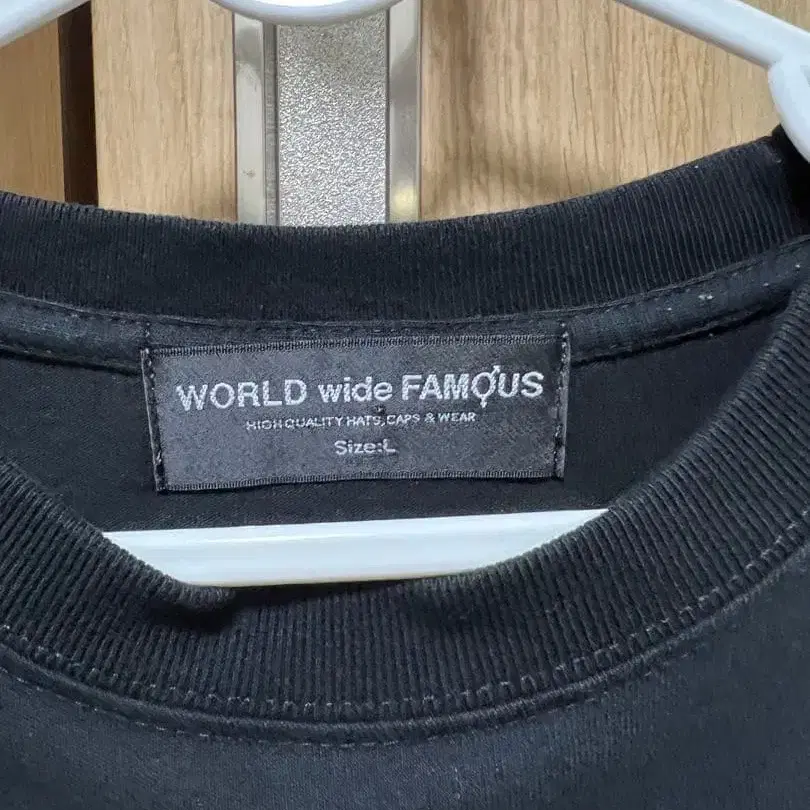 WORLD wide FAMOUS
HIGH QUALITY HATS, CAPS & WEAR
Size:L